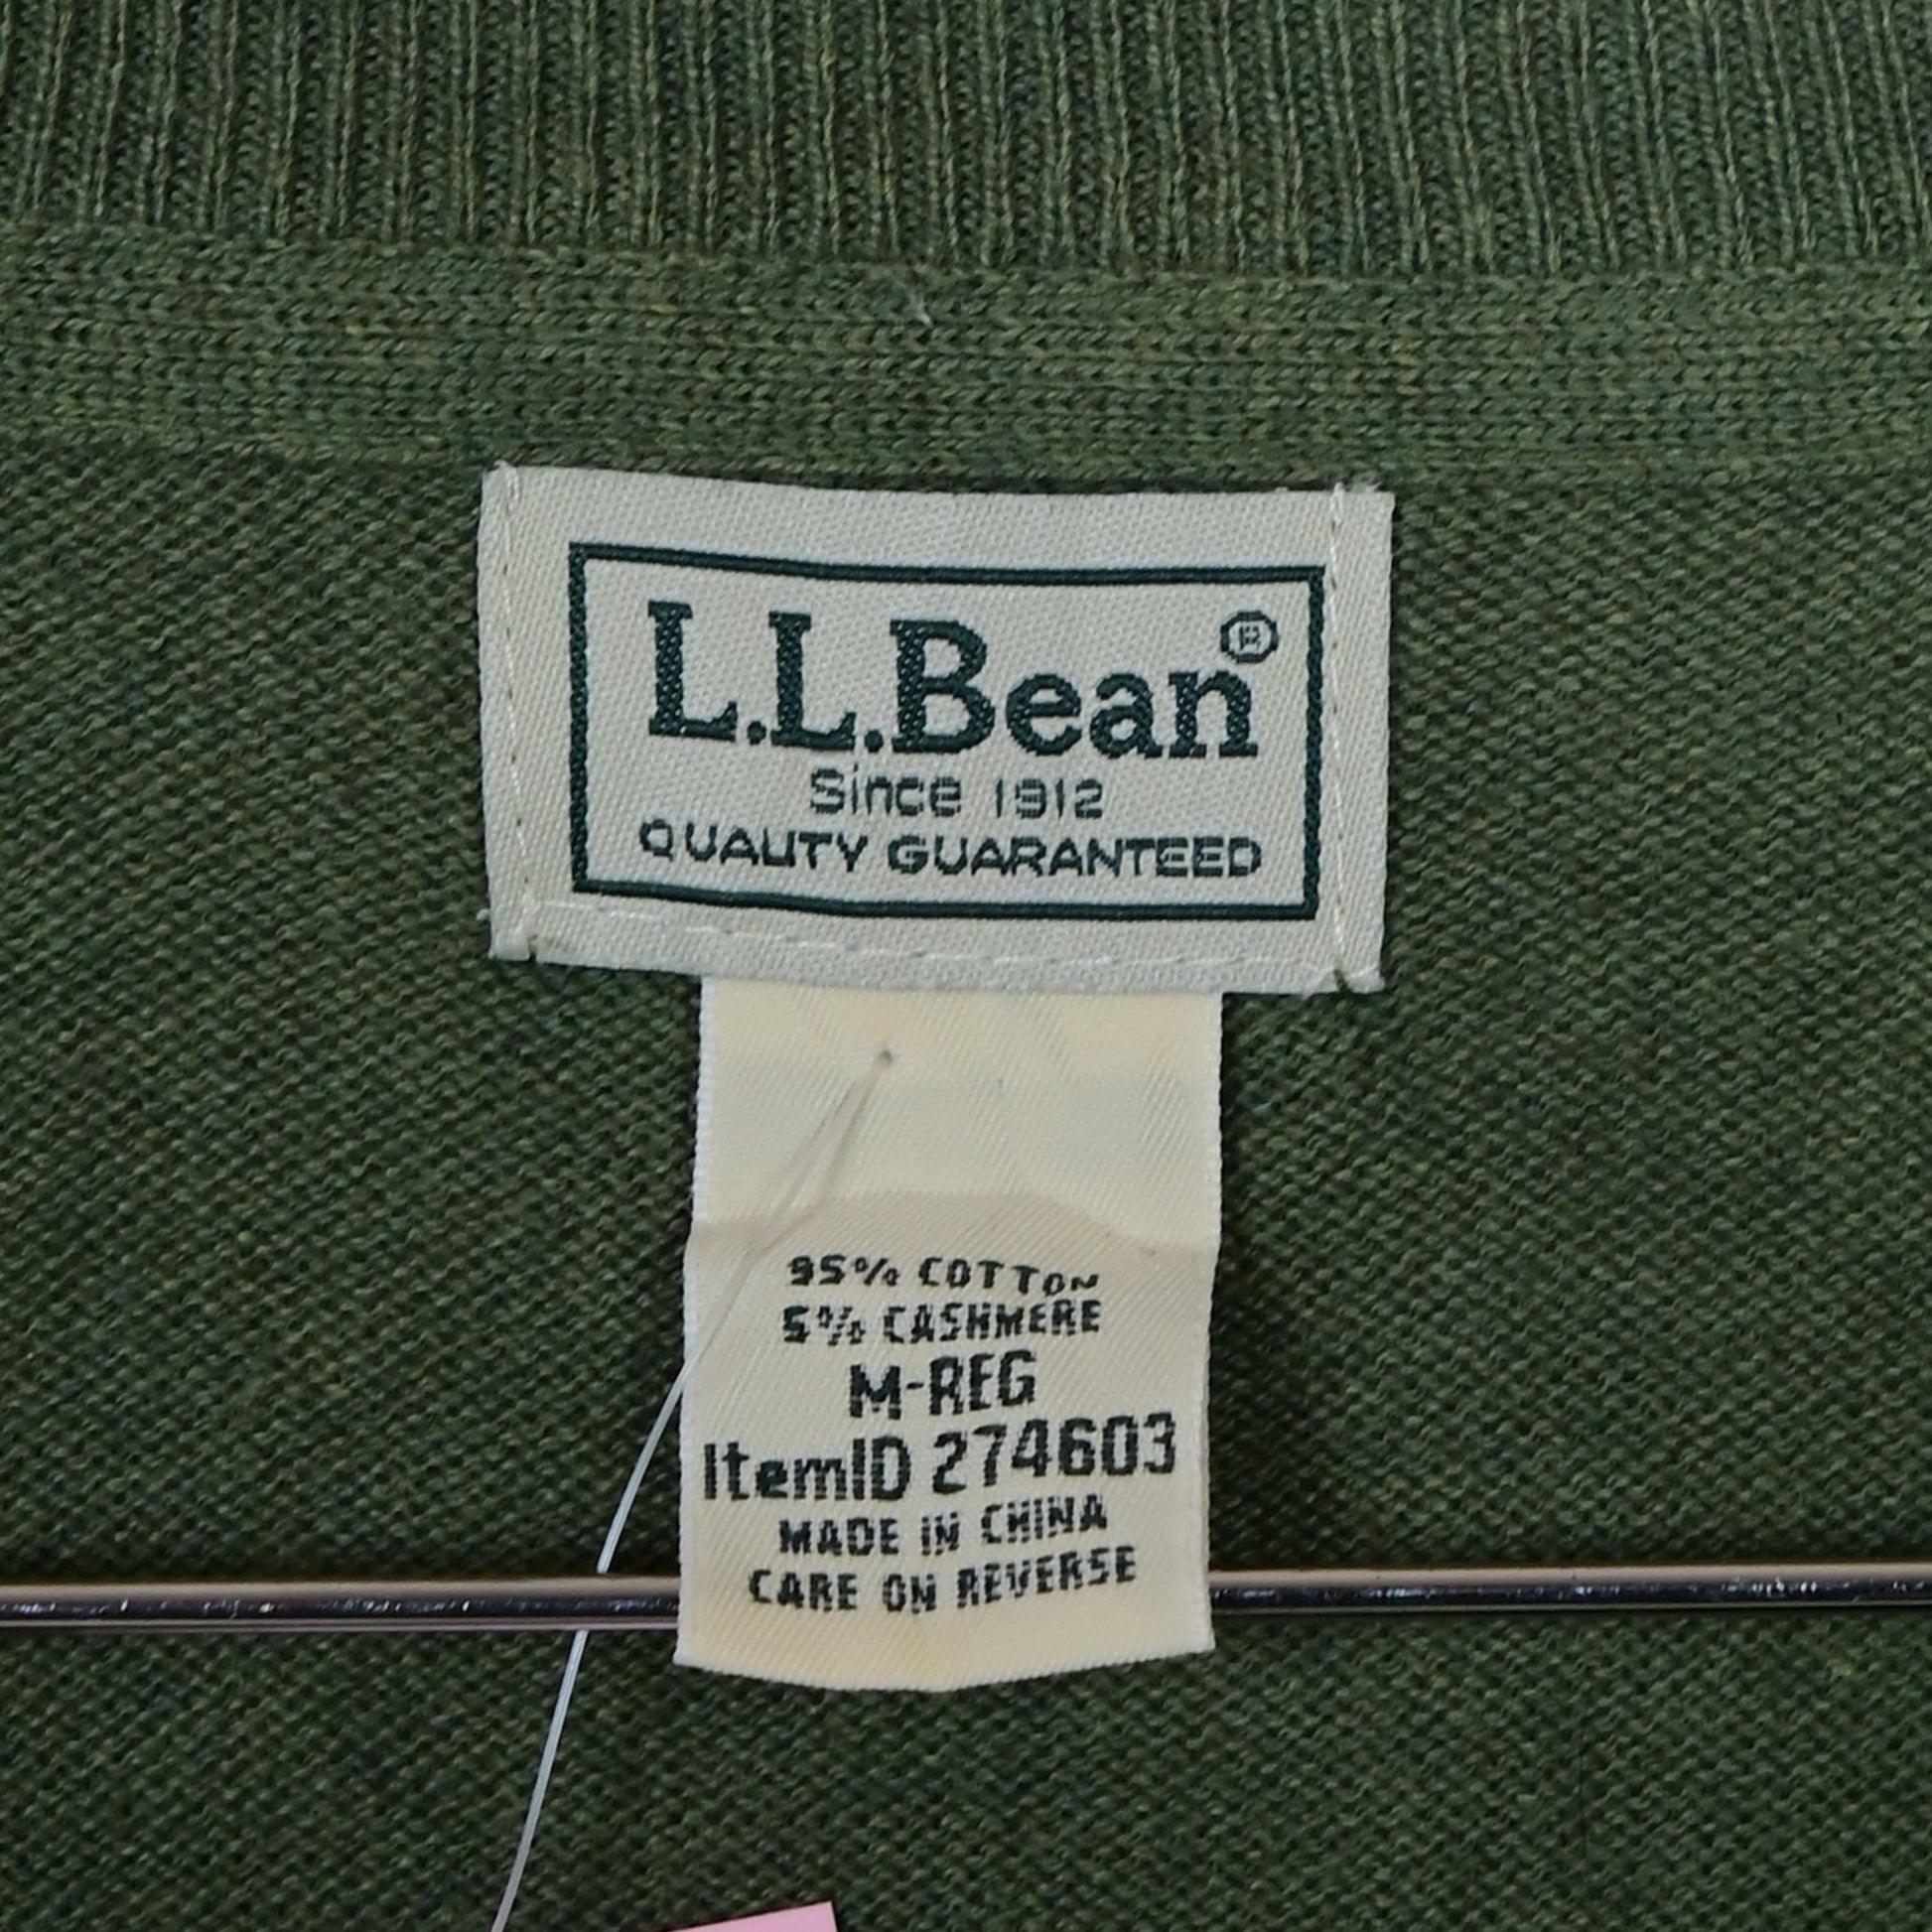 L.L.Bean®
Since 1912
QUALITY GUARANTEED
95% COTTON
5% CASHMERE
M-REG
ItemID 274603
MADE IN CHINA
CARE ON REVERSE